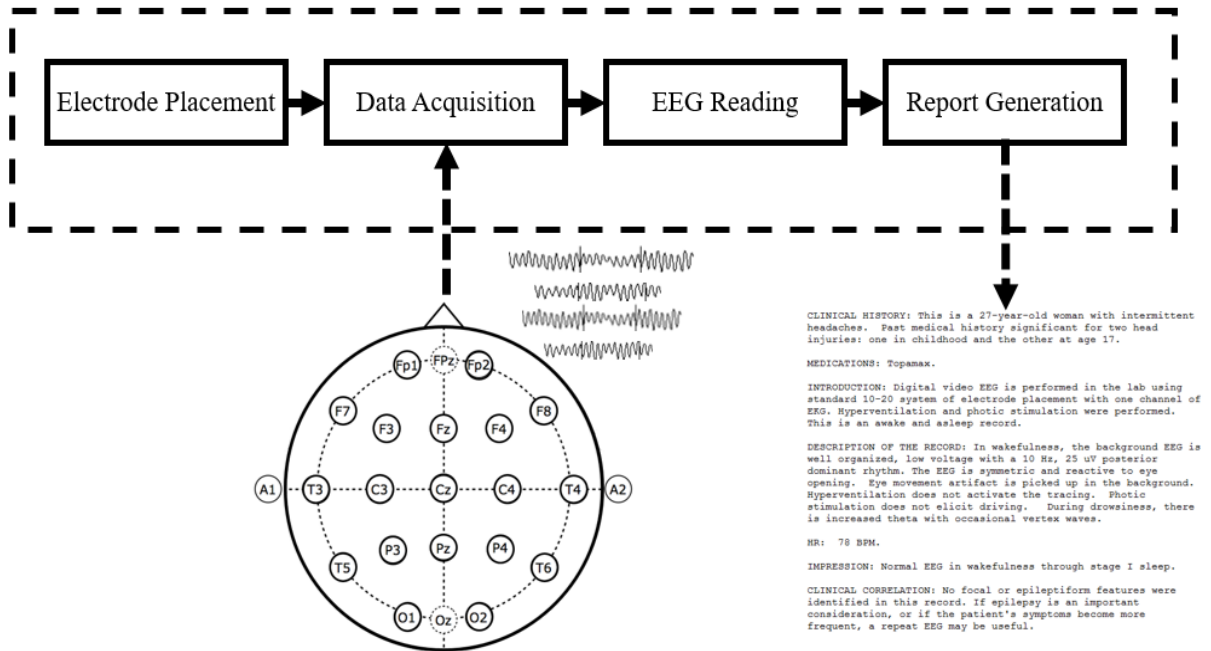 Electrode Placement
Data Acquisition
EEG Reading
Report Generation
Fp1
FPz
Fp2
F7
F3
Fz
F4
F8
A1
T3
C3
Cz
C4
T4
A2
T5
P3
Pz
P4
T6
O1
Oz
O2
CLINICAL HISTORY: This is a 27-year-old woman with intermittent
headaches.  Past medical history significant for two head
injuries: one in childhood and the other at age 17.
MEDICATIONS: Topamax.
INTRODUCTION: Digital video EEG is performed in the lab using
standard 10-20 system of electrode placement with one channel of
EKG. Hyperventilation and photic stimulation were performed.
This is an awake and asleep record.
DESCRIPTION OF THE RECORD: In wakefulness, the background EEG is
well organized, low voltage with a 10 Hz, 25 uV posterior
dominant rhythm. The EEG is symmetric and reactive to eye
opening.  Eye movement artifact is picked up in the background.
Hyperventilation does not activate the tracing.  Photic
stimulation does not elicit driving.  During drowsiness, there
is increased theta with occasional vertex waves.
HR:  78 BPM.
IMPRESSION: Normal EEG in wakefulness through stage I sleep.
CLINICAL CORRELATION: No focal or epileptiform features were
identified in this record. If epilepsy is an important
consideration, or if the patient's symptoms become more
frequent, a repeat EEG may be useful.